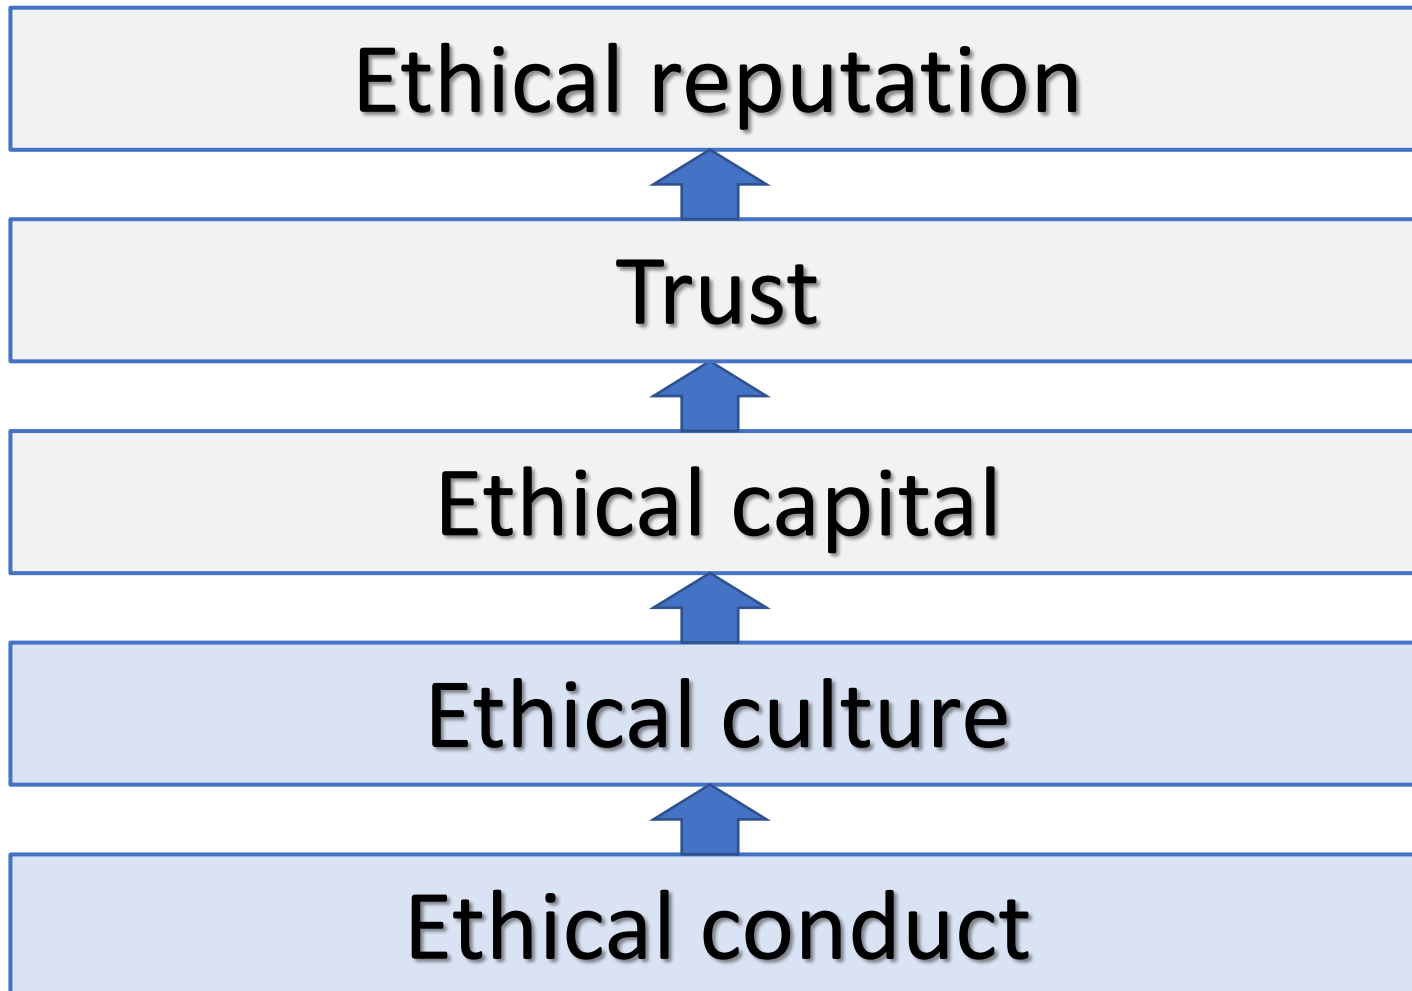 Ethical reputation
Trust
Ethical capital
Ethical culture
Ethical conduct